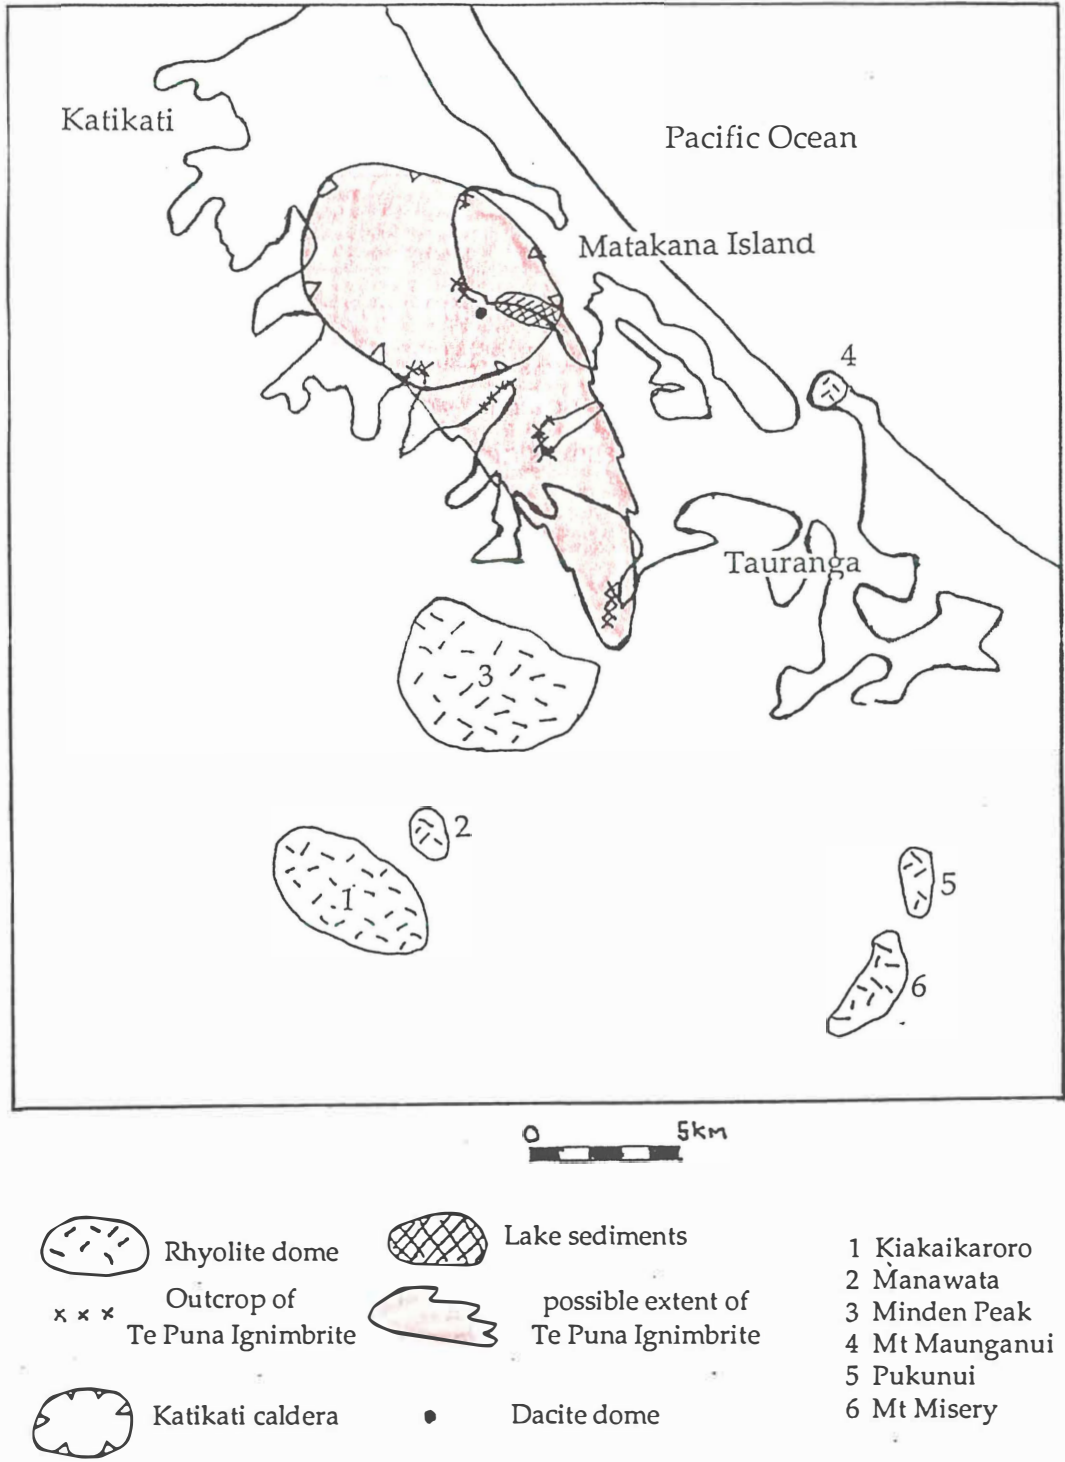 Katikati
Pacific Ocean
Matakana Island
4
Tauranga
3
2
1
5
6
0 5km
Rhyolite dome
Lake sediments
Outcrop of
Te Puna Ignimbrite
possible extent of
Te Puna Ignimbrite
Katikati caldera
Dacite dome
1 Kiakaikaroro
2 Manawata
3 Minden Peak
4 Mt Maunganui
5 Pukunui
6 Mt Misery